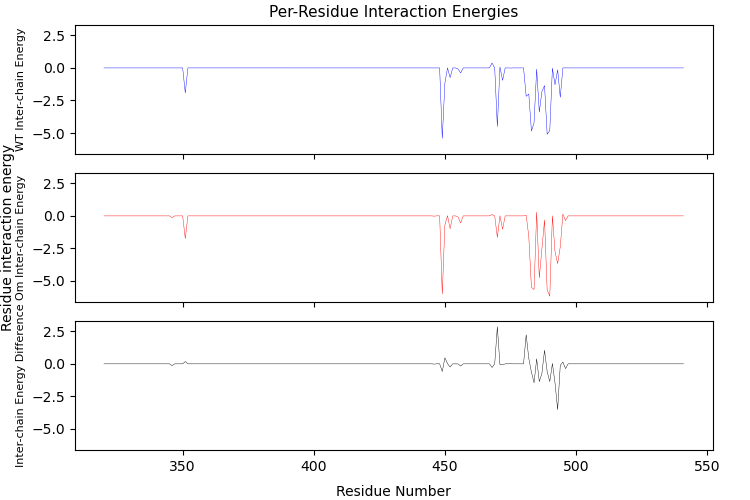 Per-Residue Interaction Energies
Residue interaction energy
WT Inter-chain Energy
2.5
0.0
−2.5
−5.0
Om Inter-chain Energy
2.5
0.0
−2.5
−5.0
Inter-chain Energy Difference
2.5
0.0
−2.5
−5.0
350 400 450 500 550
Residue Number